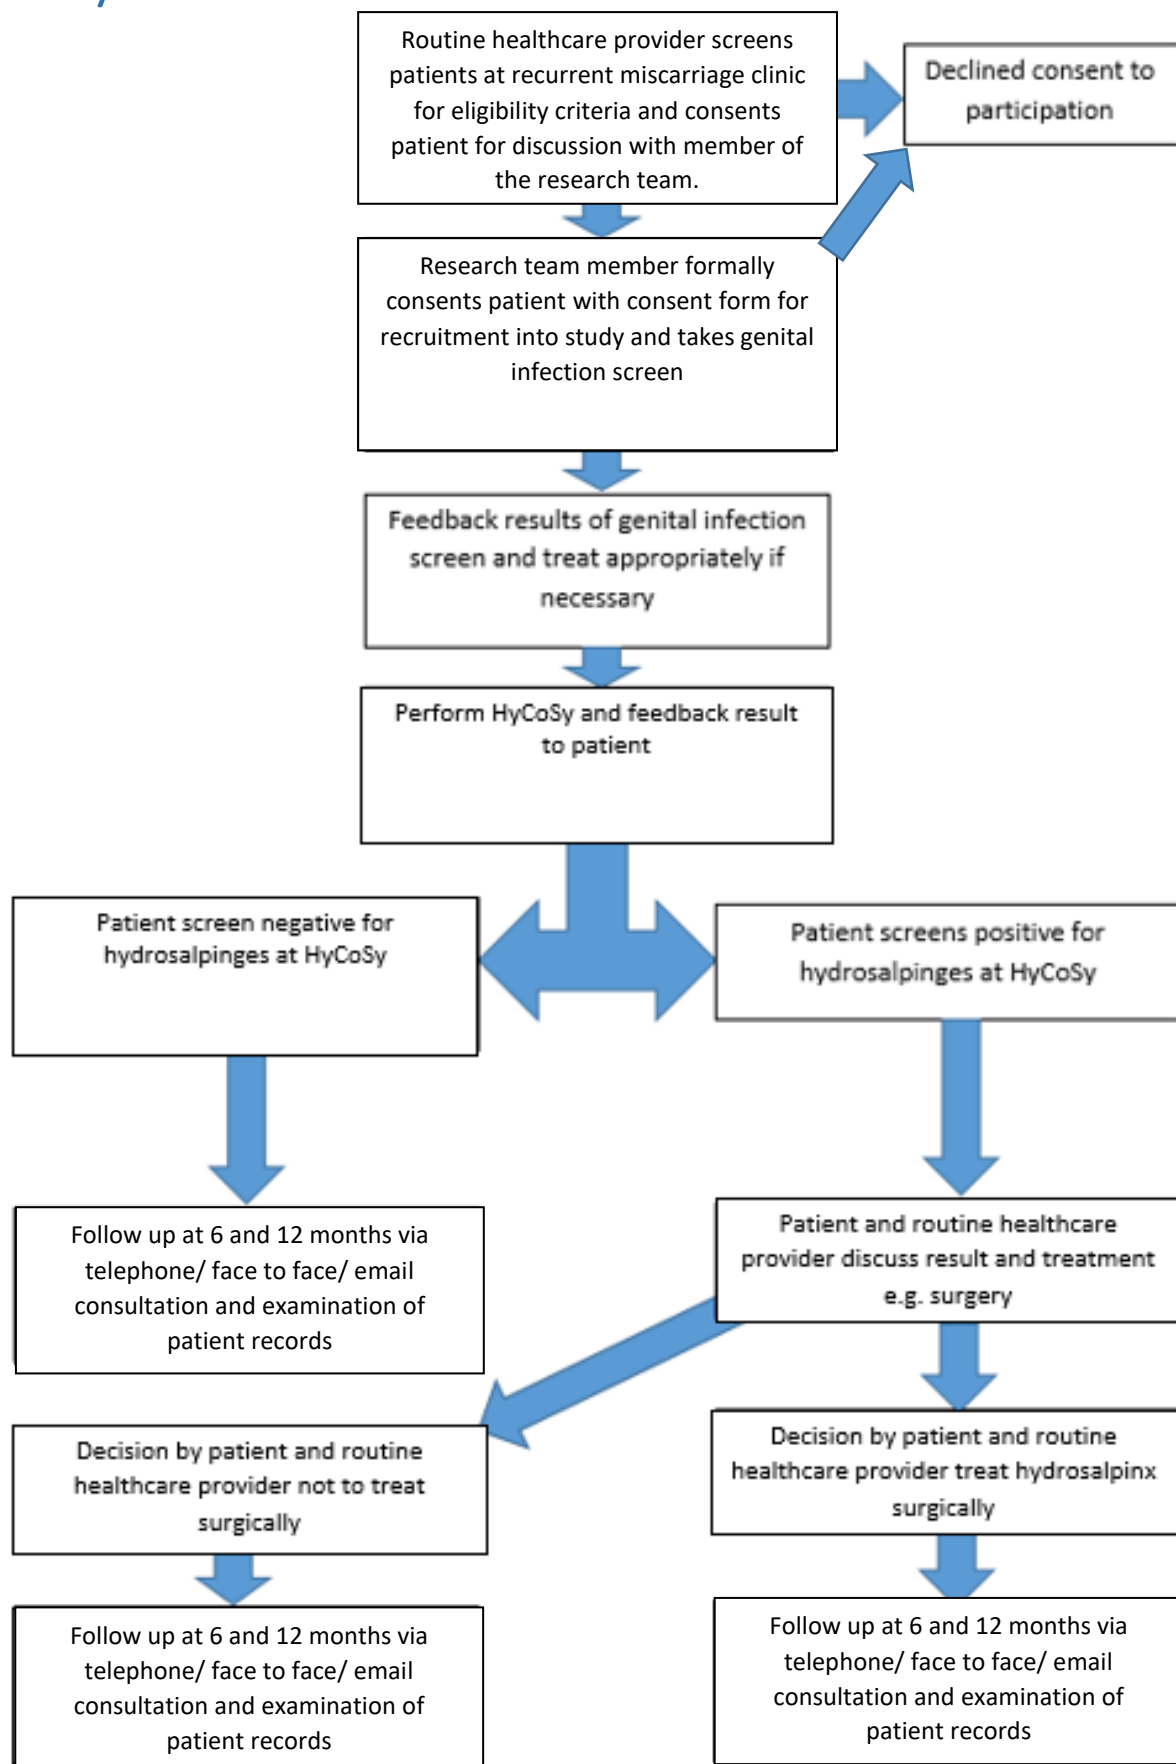 Routine healthcare provider screens
patients at recurrent miscarriage clinic
for eligibility criteria and consents
patient for discussion with member of
the research team.
Declined consent to
participation
Research team member formally
consents patient with consent form for
recruitment into study and takes genital
infection screen
Feedback results of genital infection
screen and treat appropriately if
necessary
Perform HyCoSy and feedback result
to patient
Patient screen negative for
hydrosalpinges at HyCoSy
Patient screens positive for
hydrosalpinges at HyCoSy
Follow up at 6 and 12 months via
telephone/ face to face/ email
consultation and examination of
patient records
Patient and routine healthcare
provider discuss result and treatment
e.g. surgery
Decision by patient and routine
healthcare provider not to treat
surgically
Decision by patient and routine
healthcare provider treat hydrosalpinx
surgically
Follow up at 6 and 12 months via
telephone/ face to face/ email
consultation and examination of
patient records
Follow up at 6 and 12 months via
telephone/ face to face/ email
consultation and examination of
patient records